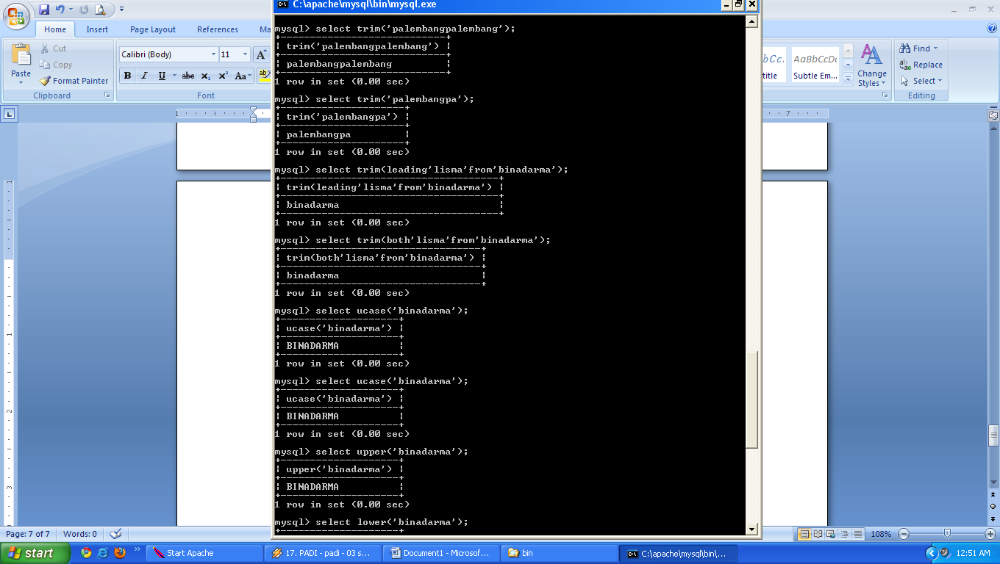 C:\apache\mysql\bin\mysql.exe
Home Insert Page Layout References Ma
Cut
Copy
Format Painter
Paste
Clipboard
Calibri (Body) 11
Font
title
AaBbCcDc
Subtle Em...
Change
Styles
Find
Replace
Select
Editing
mysql> select trim('palembangpalembang');
| trim('palembangpalembang') |
| palembangpalembang |
1 row in set (0.00 sec)
mysql> select trim('palembangpa');
| trim('palembangpa') |
| palembangpa |
1 row in set (0.00 sec)
mysql> select trim(leading'lisma'from'binadarma');
| trim(leading'lisma'from'binadarma') |
| binadarma |
1 row in set (0.00 sec)
mysql> select trim(both'lisma'from'binadarma');
| trim(both'lisma'from'binadarma') |
| binadarma |
1 row in set (0.00 sec)
mysql> select ucase('binadarma');
| ucase('binadarma') |
| BINADARMA |
1 row in set (0.00 sec)
mysql> select ucase('binadarma');
| ucase('binadarma') |
| BINADARMA |
1 row in set (0.00 sec)
mysql> select upper('binadarma');
| upper('binadarma') |
| BINADARMA |
1 row in set (0.00 sec)
mysql> select lower('binadarma');
Page: 7 of 7 Words: 0 108%
start Start Apache 17. PADI - padi - 03 s... Document1 - Microsof... bin C:\apache\mysql\bin\... 12:51 AM